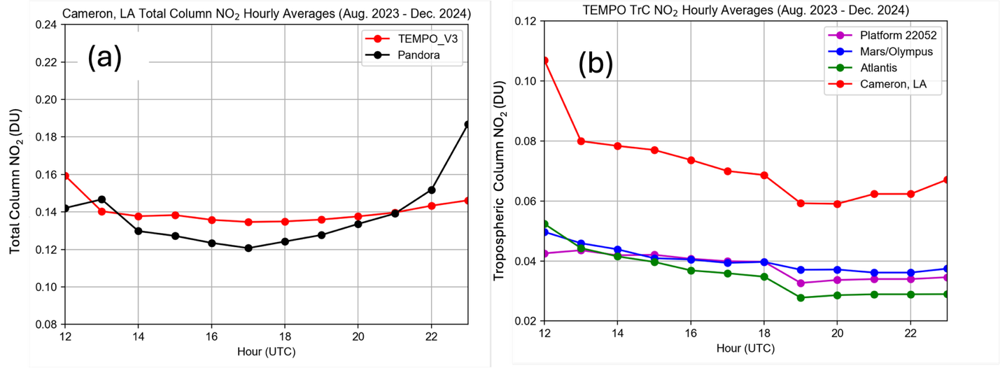 Cameron, LA Total Column NO₂ Hourly Averages (Aug. 2023 - Dec. 2024)
(a)
TEMPO_V3
Pandora
Total Column NO₂ (DU)
0.24
0.22
0.20
0.18
0.16
0.14
0.12
0.10
0.08
12 14 16 18 20 22
Hour (UTC)
TEMPO TrC NO₂ Hourly Averages (Aug. 2023 - Dec. 2024)
(b)
Platform 22052
Mars/Olympus
Atlantis
Cameron, LA
Tropospheric Column NO₂ (DU)
0.12
0.10
0.08
0.06
0.04
0.02
12 14 16 18 20 22
Hour (UTC)